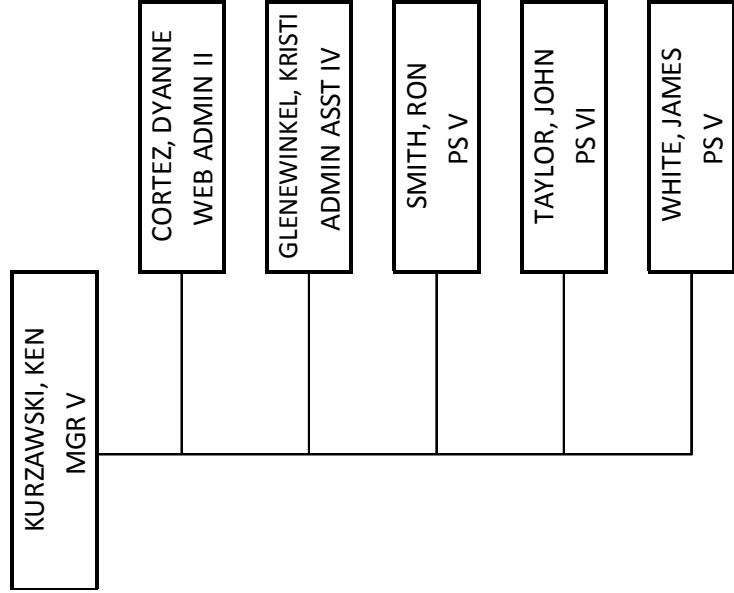 KURZAWSKI, KEN
MGR V
CORTEZ, DYANNE
WEB ADMIN II
GLENEWINKEL, KRISTI
ADMIN ASST IV
SMITH, RON
PS V
TAYLOR, JOHN
PS VI
WHITE, JAMES
PS V